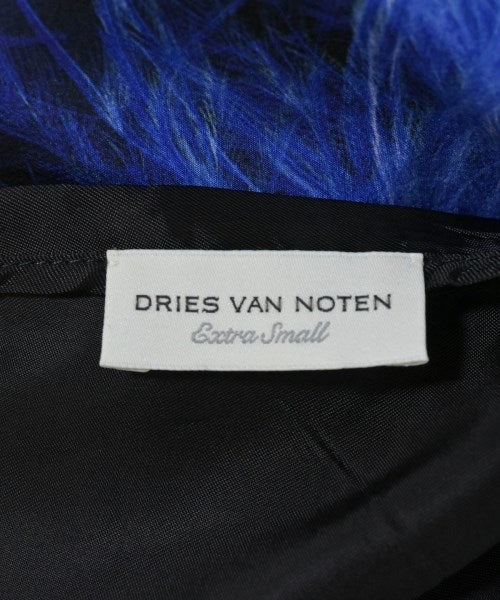 DRIES VAN NOTEN
Extra Small